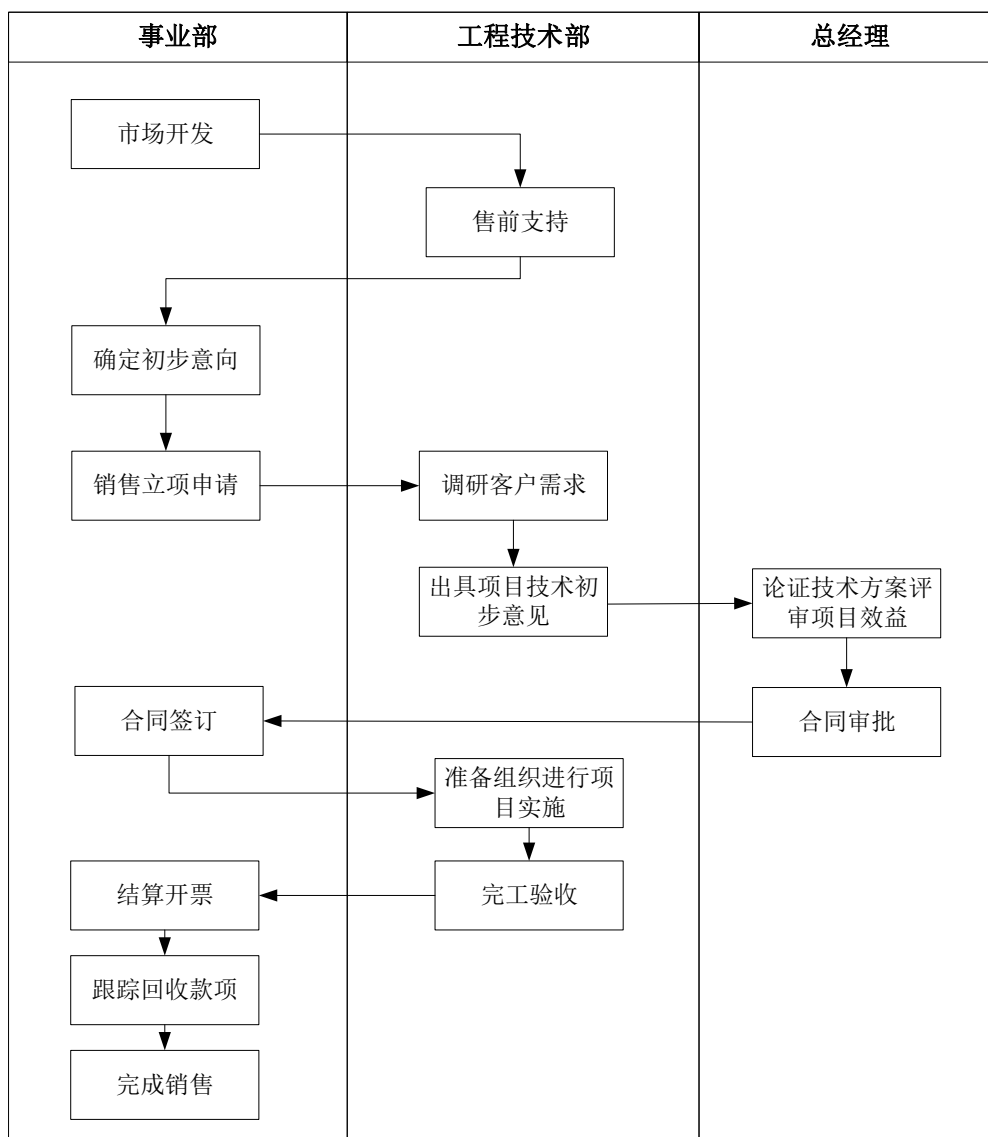 事业部
工程技术部
总经理
市场开发
售前支持
确定初步意向
销售立项申请
调研客户需求
出具项目技术初
步意见
论证技术方案评
审项目效益
合同签订
合同审批
准备组织进行项
目实施
结算开票
完工验收
跟踪回收款项
完成销售